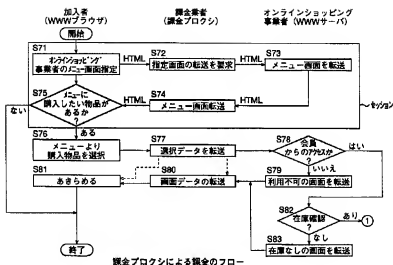 加入者
(WWWブラウザ)
課金業者
(課金プロクシ)
オンラインショッピング
事業者(WWWサーバ)
開始
S71
オンラインショッピング
事業者のメニュー画面指定
HTML
S72
指定画面の転送を要求
HTML
S73
メニュー画面を転送
S75
メニューに
購入したい物品が
あるか
?
HTML
S74
メニュー画面転送
HTML
セッション
ない
ある
S76
メニューより
購入物品を選択
S77
選択データを転送
S78
会員
からのアクセスか
?
はい
いいえ
S81
あきらめる
S80
画面データの転送
S79
利用不可の画面を転送
S82
在庫確認
?
あり
①
なし
S83
在庫なしの画面を転送
終了
課金プロクシによる課金のフロー